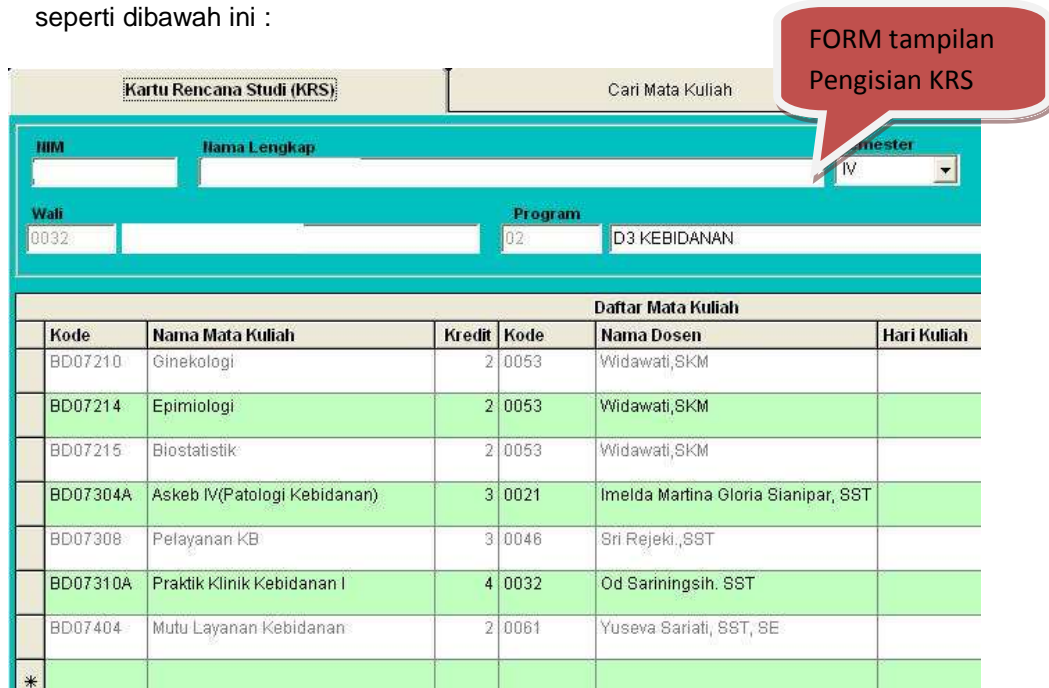 seperti dibawah ini :
FORM tampilan
Pengisian KRS
Kartu Rencana Studi (KRS) Cari Mata Kuliah
NIM Nama Lengkap
IV
Wali Program
0032 02 D3 KEBIDANAN
Daftar Mata Kuliah
Kode Nama Mata Kuliah Kredit Kode Nama Dosen Hari Kuliah
BD07210 Ginekologi 2 0053 Widawati,SKM
BD07214 Epimiologi 2 0053 Widawati,SKM
BD07215 Biostatistik 2 0053 Widawati,SKM
BD07304A Askeb IV(Patologi Kebidanan) 3 0021 Imelda Martina Gloria Sianipar, SST
BD07308 Pelayanan KB 3 0046 Sri Rejeki.,SST
BD07310A Praktik Klinik Kebidanan I 4 0032 Od Sariningsih. SST
BD07404 Mutu Layanan Kebidanan 2 0061 Yuseva Sariati, SST, SE
*